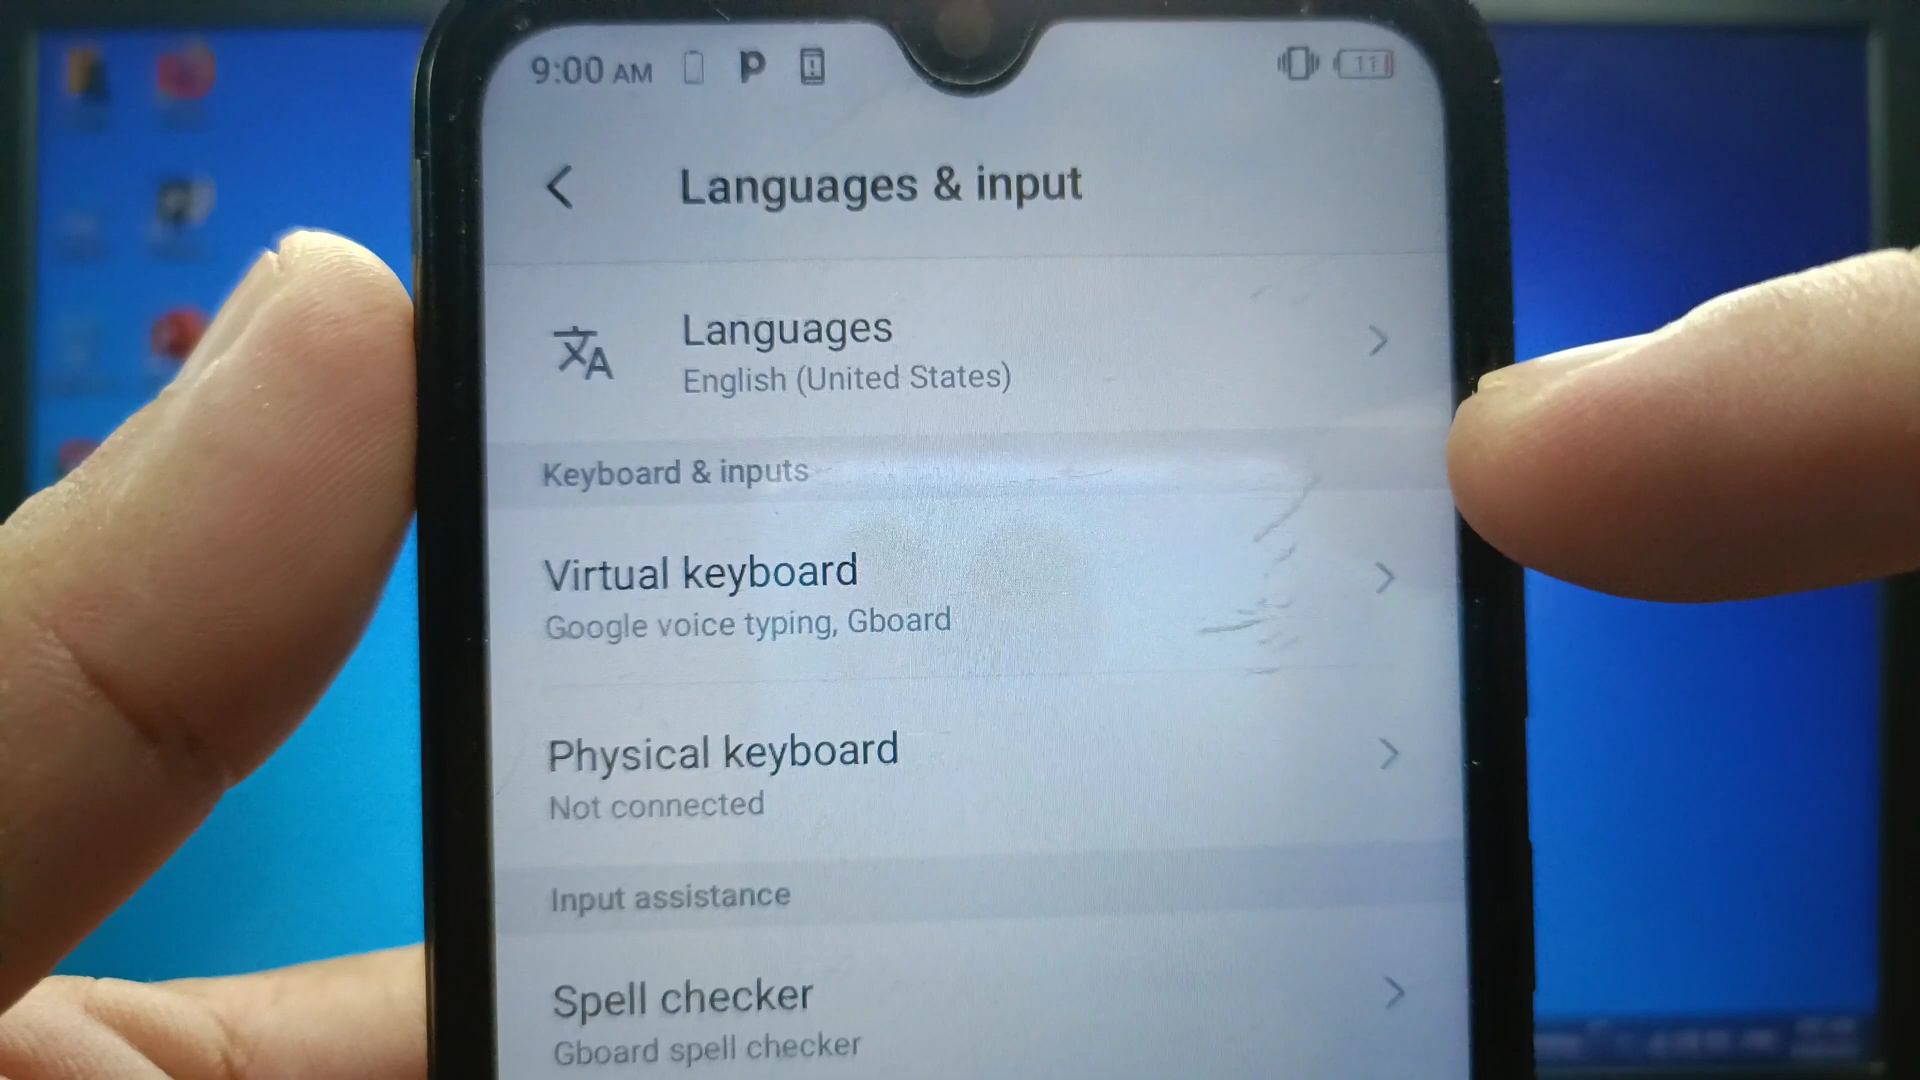 9:00 AM
11
Languages & input
Languages
English (United States)
Keyboard & inputs
Virtual keyboard
Google voice typing, Gboard
Physical keyboard
Not connected
Input assistance
Spell checker
Gboard spell checker